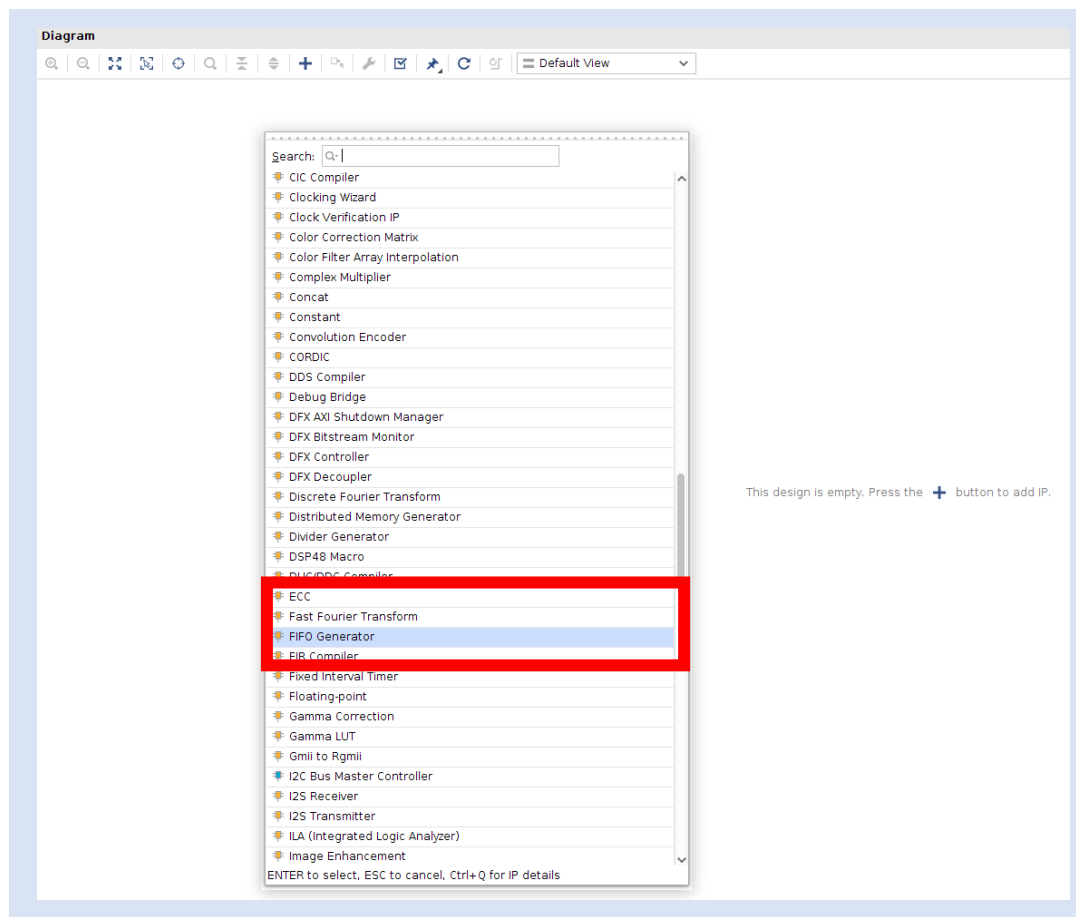 Diagram
Default View
Search:
CIC Compiler
Clocking Wizard
Clock Verification IP
Color Correction Matrix
Color Filter Array Interpolation
Complex Multiplier
Concat
Constant
Convolution Encoder
CORDIC
DDS Compiler
Debug Bridge
DFX AXI Shutdown Manager
DFX Bitstream Monitor
DFX Controller
DFX Decoupler
Discrete Fourier Transform
This design is empty. Press the + button to add IP.
Distributed Memory Generator
Divider Generator
DSP48 Macro
DUC/DDC Compiler
ECC
Fast Fourier Transform
FIFO Generator
FIR Compiler
Fixed Interval Timer
Floating-point
Gamma Correction
Gamma LUT
Gmii to Rgmii
I2C Bus Master Controller
I2S Receiver
I2S Transmitter
ILA (Integrated Logic Analyzer)
Image Enhancement
ENTER to select, ESC to cancel, Ctrl+Q for IP details